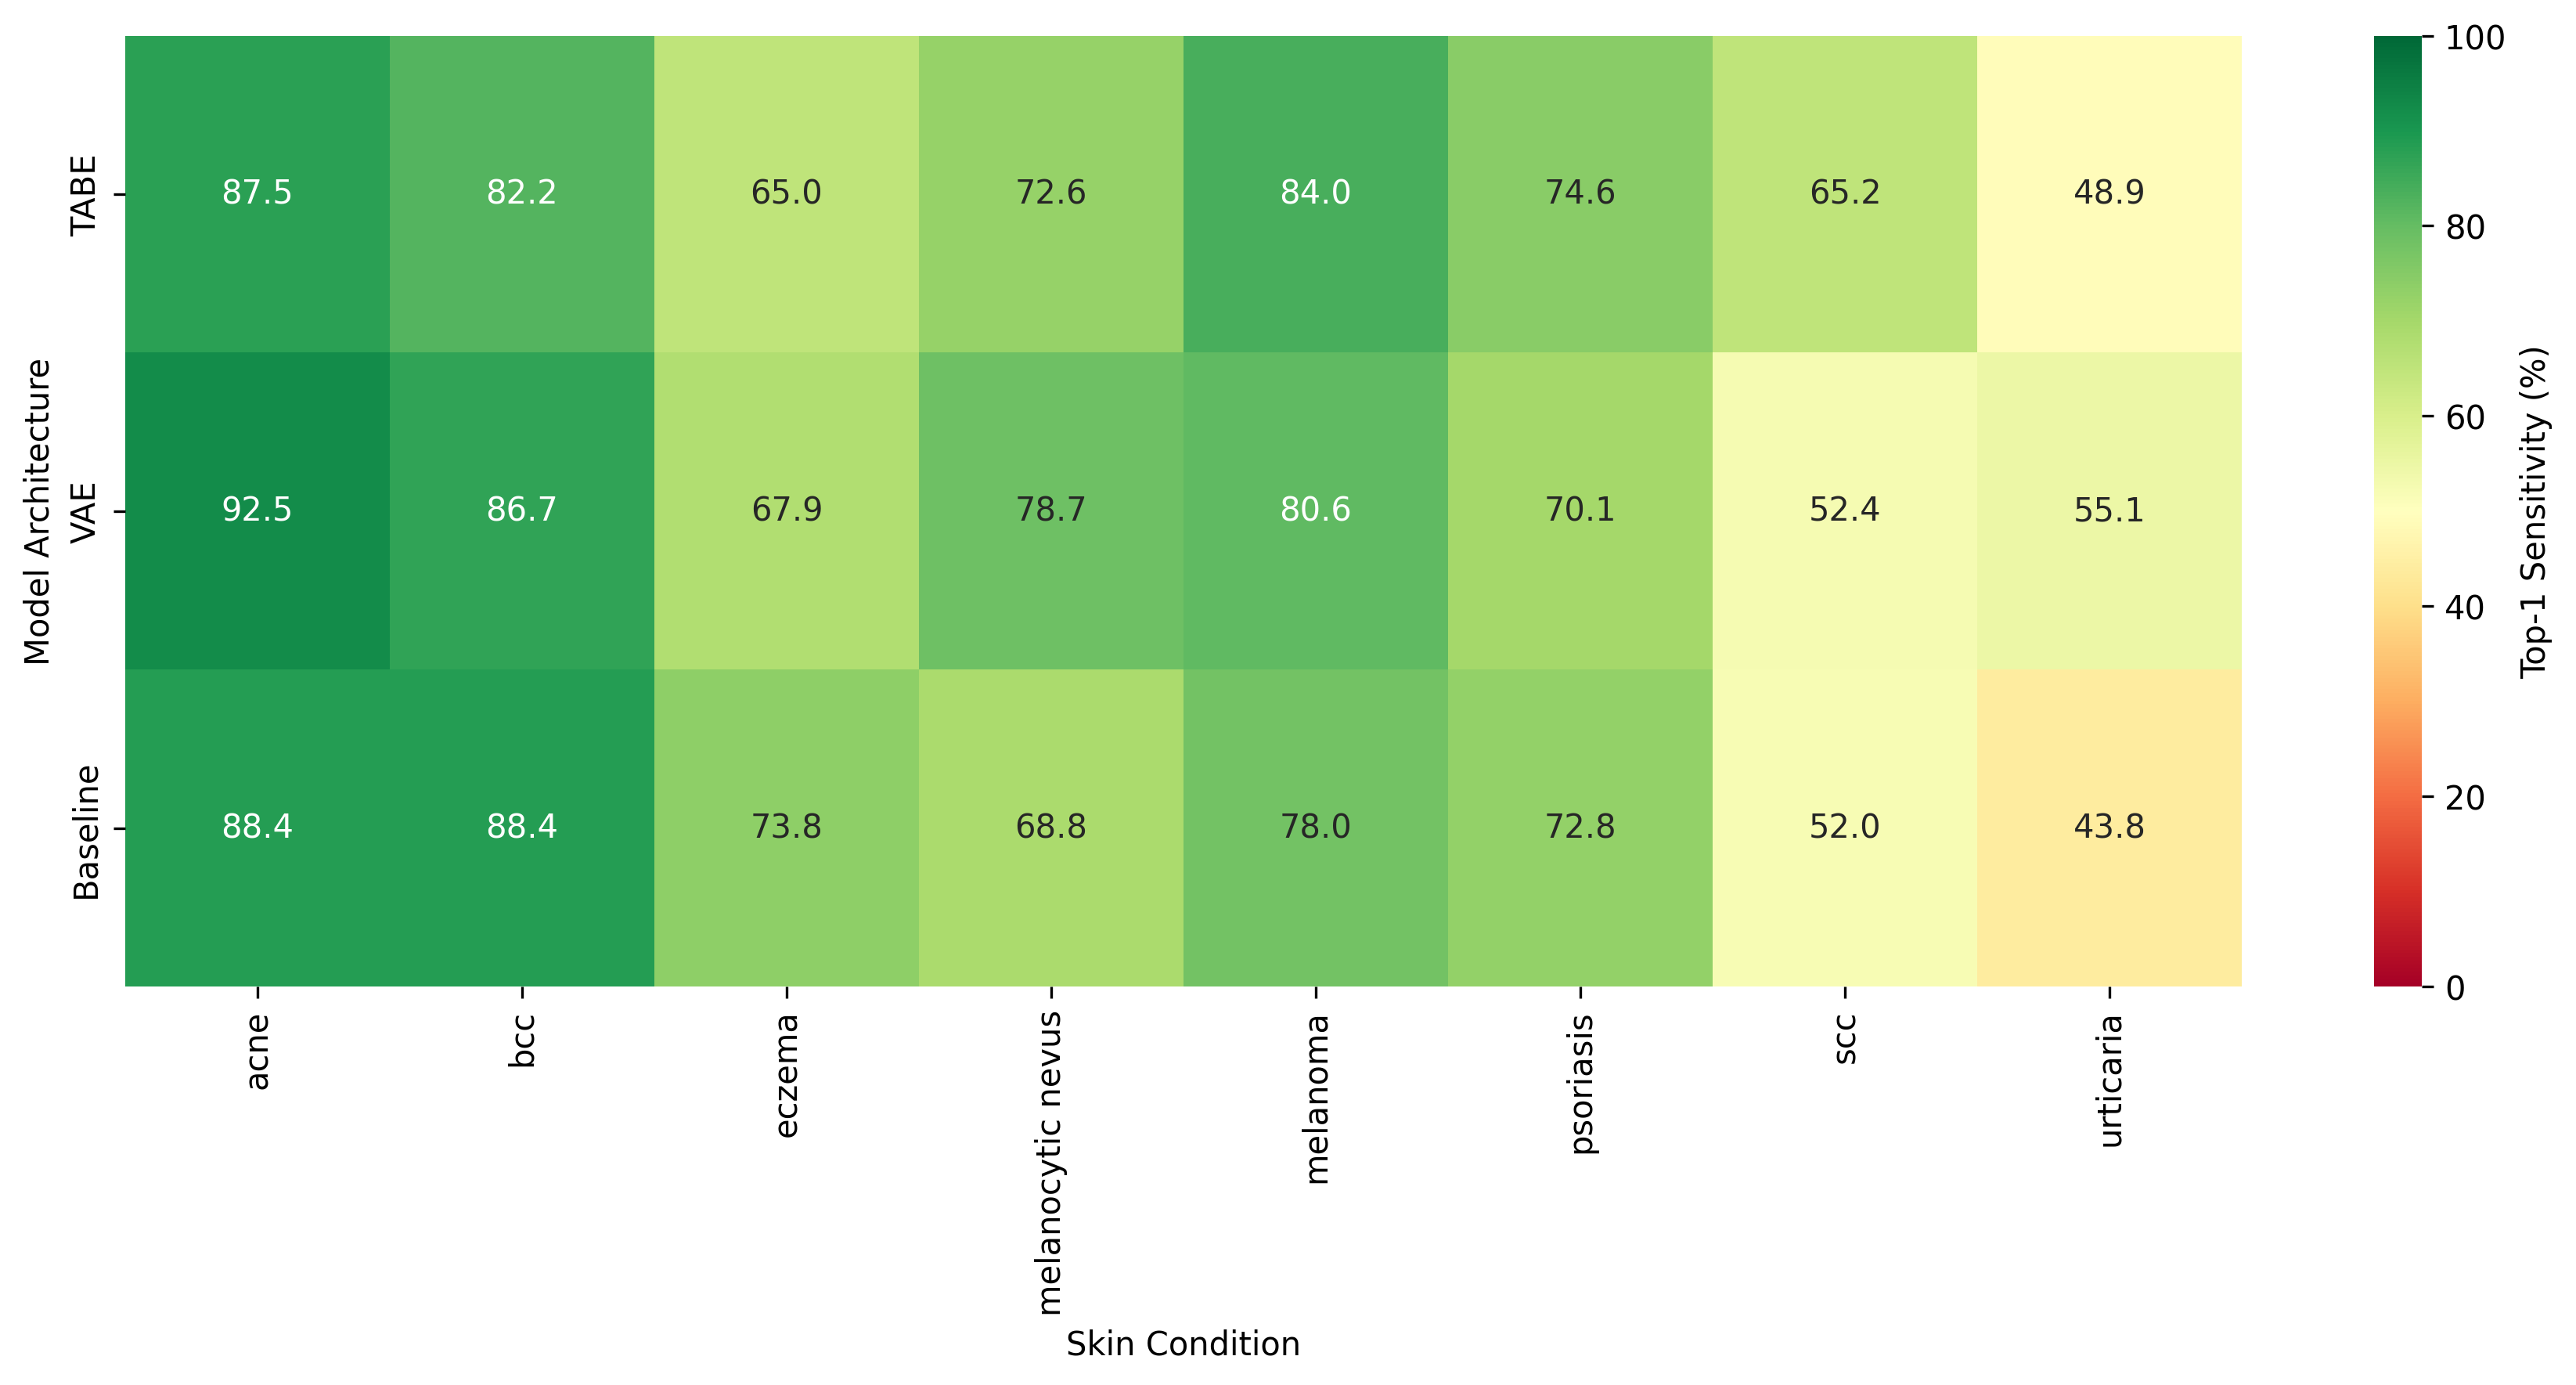 Model Architecture
TABE
87.5 82.2 65.0 72.6 84.0 74.6 65.2 48.9
VAE
92.5 86.7 67.9 78.7 80.6 70.1 52.4 55.1
Baseline
88.4 88.4 73.8 68.8 78.0 72.8 52.0 43.8
acne
bcc
eczema
melanocytic nevus
melanoma
psoriasis
scc
urticaria
Skin Condition
100
80
60
40
20
0
Top-1 Sensitivity (%)